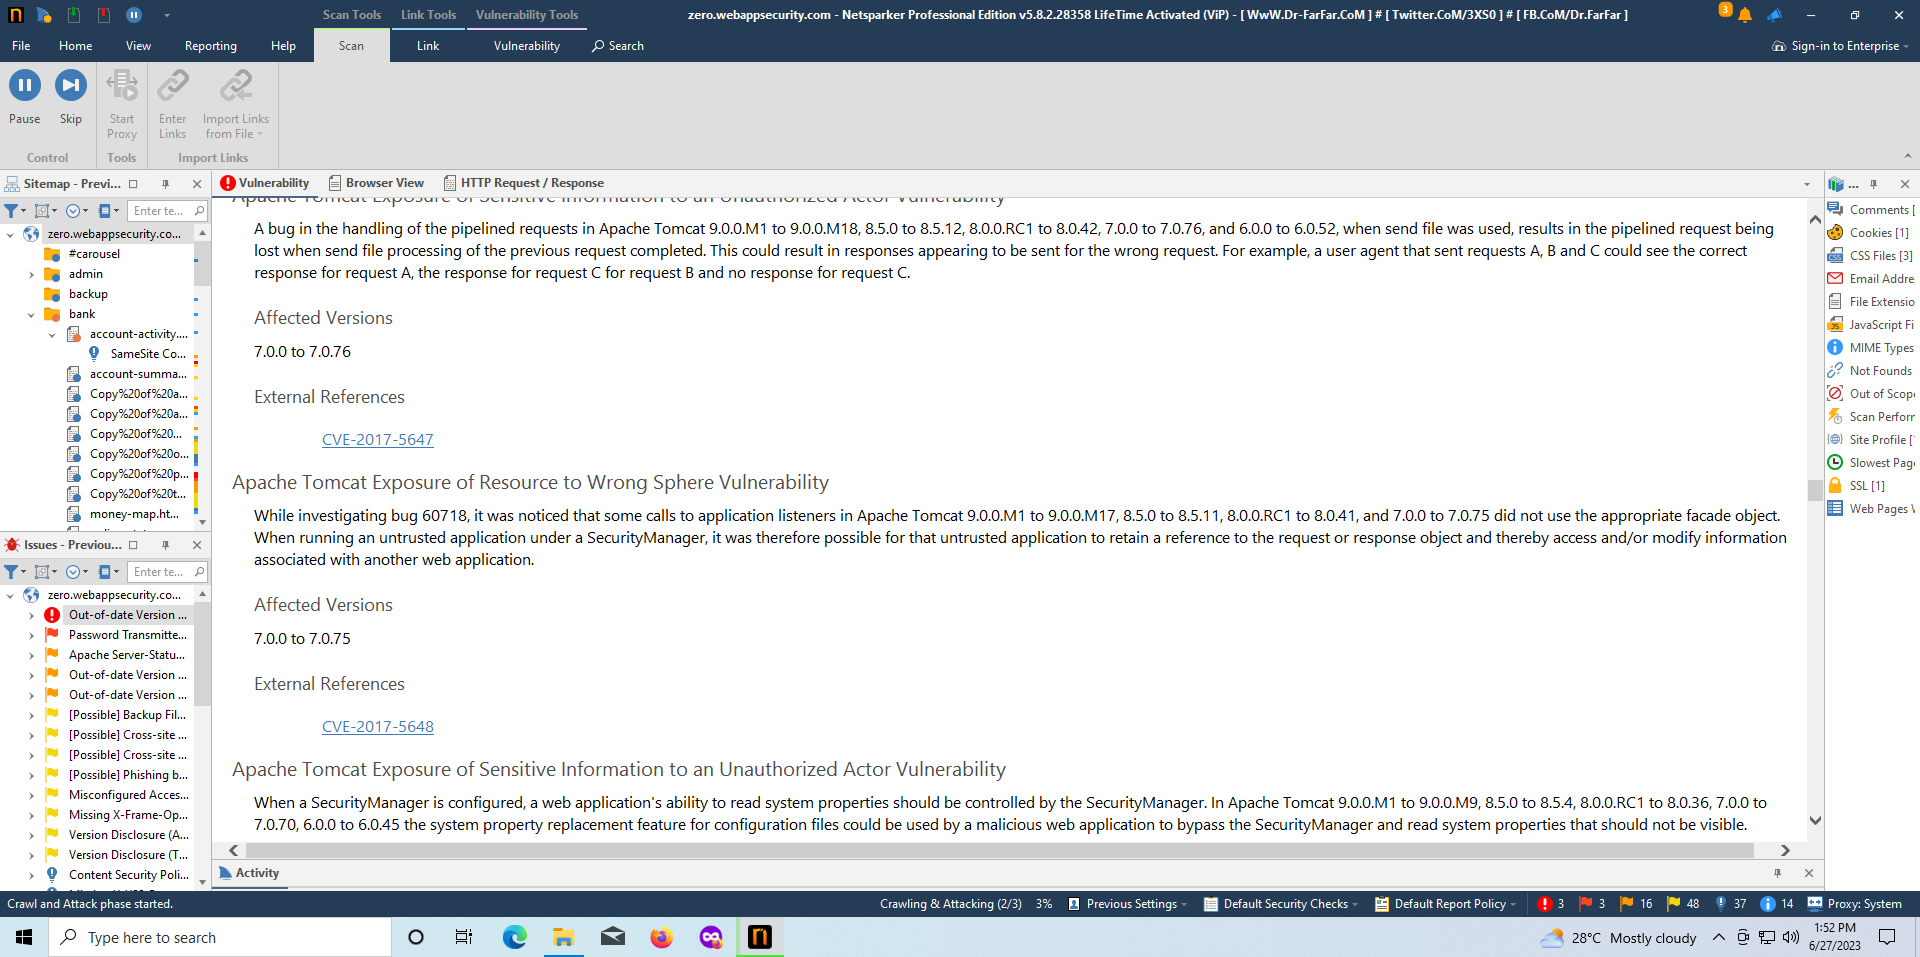 Scan Tools Link Tools Vulnerability Tools
zero.webappsecurity.com - Netsparker Professional Edition v5.8.2.28358 LifeTime Activated (ViP) - [ WwW.Dr-FarFar.CoM ] # [ Twitter.CoM/3XS0 ] # [ FB.CoM/Dr.FarFar ]
3
File Home View Reporting Help Scan Link Vulnerability Search
Sign-in to Enterprise
Pause Skip Start Proxy Enter Links Import Links from File
Control Tools Import Links
Sitemap - Previ...
Enter te...
zero.webappsecurity.co...
#carousel
admin
backup
bank
account-activity....
SameSite Co...
account-summa...
Copy%20of%20a...
Copy%20of%20a...
Copy%20of%20...
Copy%20of%20o...
Copy%20of%20p...
Copy%20of%20t...
money-map.ht...
Issues - Previou...
Enter te...
zero.webappsecurity.co...
Out-of-date Version ...
Password Transmitte...
Apache Server-Statu...
Out-of-date Version ...
Out-of-date Version ...
[Possible] Backup Fil...
[Possible] Cross-site ...
[Possible] Cross-site ...
[Possible] Phishing b...
Misconfigured Acces...
Missing X-Frame-Op...
Version Disclosure (A...
Version Disclosure (T...
Content Security Poli...
Vulnerability Browser View HTTP Request / Response
Apache Tomcat Exposure of Sensitive Information to an Unauthorized Actor Vulnerability
A bug in the handling of the pipelined requests in Apache Tomcat 9.0.0.M1 to 9.0.0.M18, 8.5.0 to 8.5.12, 8.0.0.RC1 to 8.0.42, 7.0.0 to 7.0.76, and 6.0.0 to 6.0.52, when send file was used, results in the pipelined request being
lost when send file processing of the previous request completed. This could result in responses appearing to be sent for the wrong request. For example, a user agent that sent requests A, B and C could see the correct
response for request A, the response for request C for request B and no response for request C.
Affected Versions
7.0.0 to 7.0.76
External References
CVE-2017-5647
Apache Tomcat Exposure of Resource to Wrong Sphere Vulnerability
While investigating bug 60718, it was noticed that some calls to application listeners in Apache Tomcat 9.0.0.M1 to 9.0.0.M17, 8.5.0 to 8.5.11, 8.0.0.RC1 to 8.0.41, and 7.0.0 to 7.0.75 did not use the appropriate facade object.
When running an untrusted application under a SecurityManager, it was therefore possible for that untrusted application to retain a reference to the request or response object and thereby access and/or modify information
associated with another web application.
Affected Versions
7.0.0 to 7.0.75
External References
CVE-2017-5648
Apache Tomcat Exposure of Sensitive Information to an Unauthorized Actor Vulnerability
When a SecurityManager is configured, a web application's ability to read system properties should be controlled by the SecurityManager. In Apache Tomcat 9.0.0.M1 to 9.0.0.M9, 8.5.0 to 8.5.4, 8.0.0.RC1 to 8.0.36, 7.0.0 to
7.0.70, 6.0.0 to 6.0.45 the system property replacement feature for configuration files could be used by a malicious web application to bypass the SecurityManager and read system properties that should not be visible.
Activity
...
Comments [
Cookies [1]
CSS Files [3]
Email Addre
File Extensio
JavaScript Fi
MIME Types
Not Founds
Out of Scope
Scan Perforn
Site Profile [
Slowest Page
SSL [1]
Web Pages
Crawl and Attack phase started.
Crawling & Attacking (2/3) 3% Previous Settings Default Security Checks Default Report Policy 3 3 16 48 37 14 Proxy: System
Type here to search
28°C Mostly cloudy
1:52 PM
6/27/2023